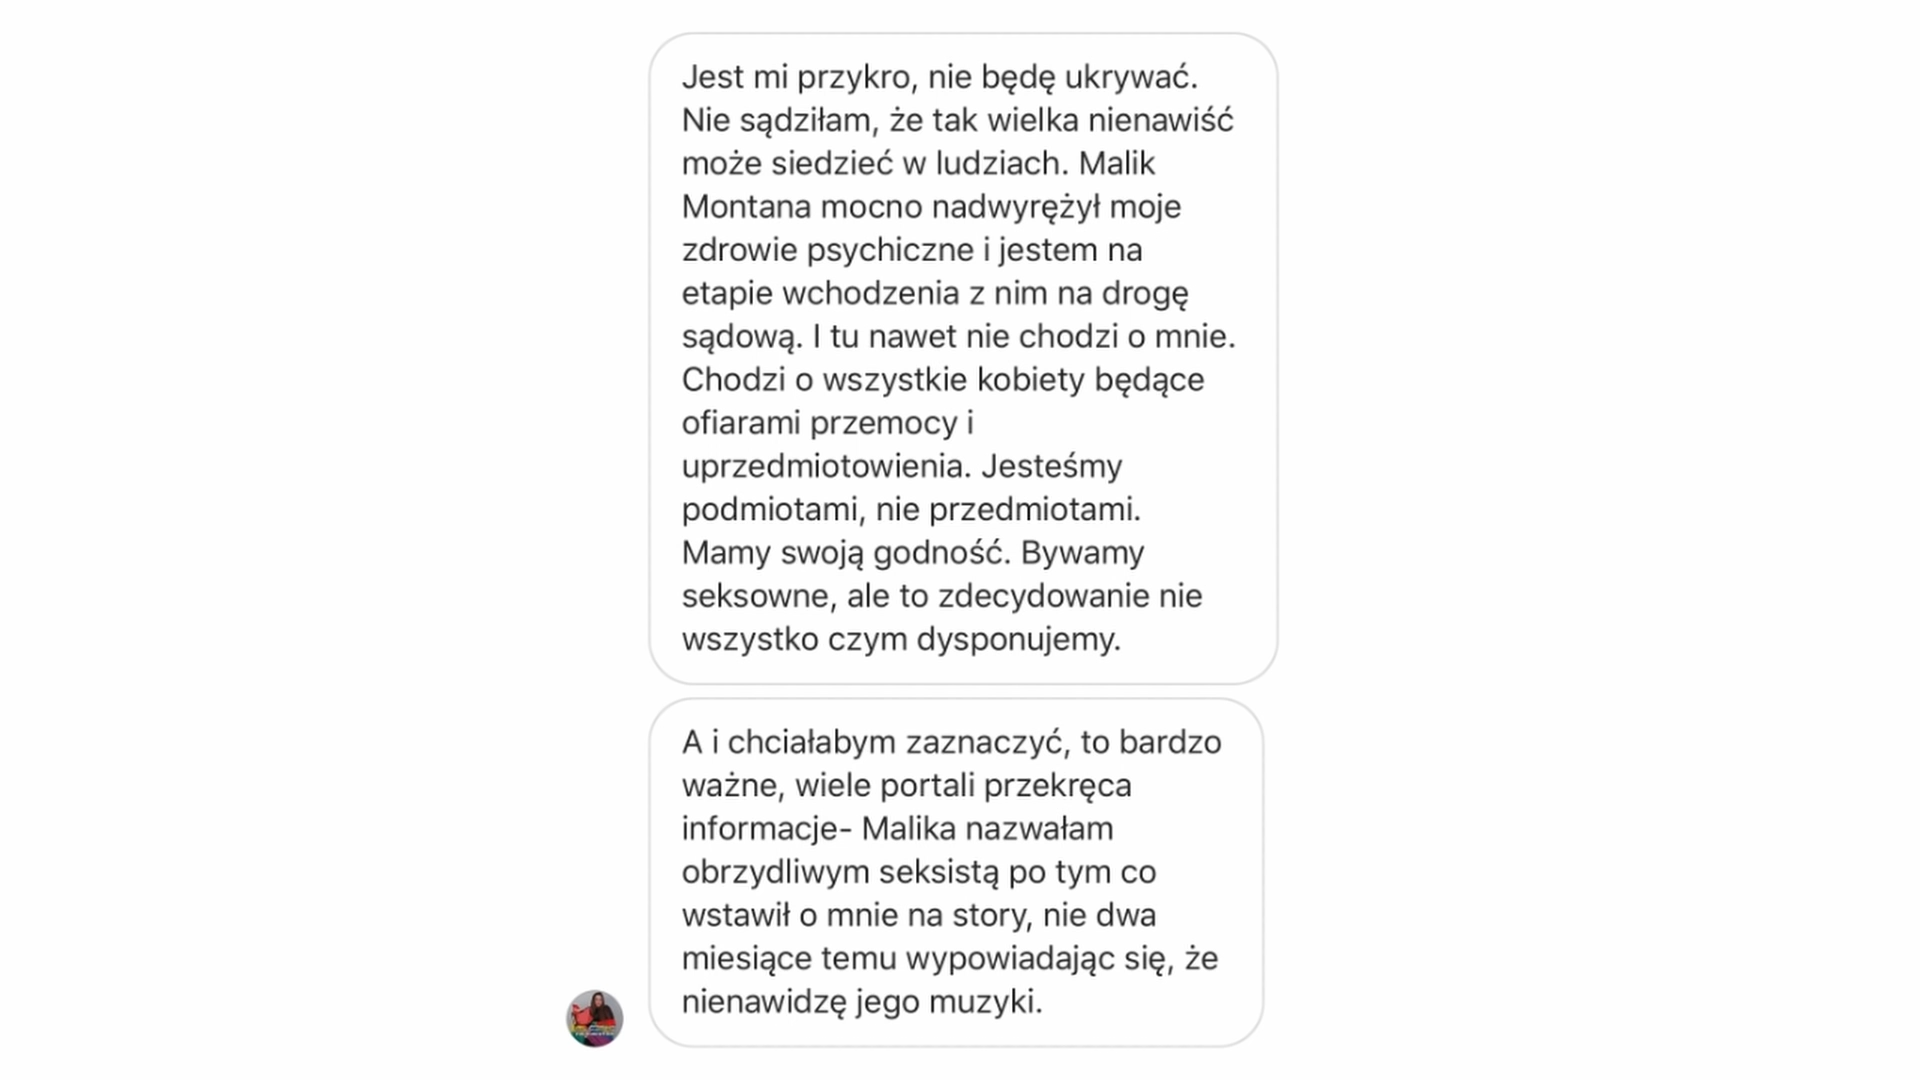 Jest mi przykro, nie będę ukrywać.
Nie sądziłam, że tak wielka nienawiść
może siedzieć w ludziach. Malik
Montana mocno nadwyrężył moje
zdrowie psychiczne i jestem na
etapie wchodzenia z nim na drogę
sądową. I tu nawet nie chodzi o mnie.
Chodzi o wszystkie kobiety będące
ofiarami przemocy i
uprzedmiotowienia. Jesteśmy
podmiotami, nie przedmiotami.
Mamy swoją godność. Bywamy
seksowne, ale to zdecydowanie nie
wszystko czym dysponujemy.
A i chciałabym zaznaczyć, to bardzo
ważne, wiele portali przekręca
informacje- Malika nazwałam
obrzydliwym seksistą po tym co
wstawił o mnie na story, nie dwa
miesiące temu wypowiadając się, że
nienawidzę jego muzyki.